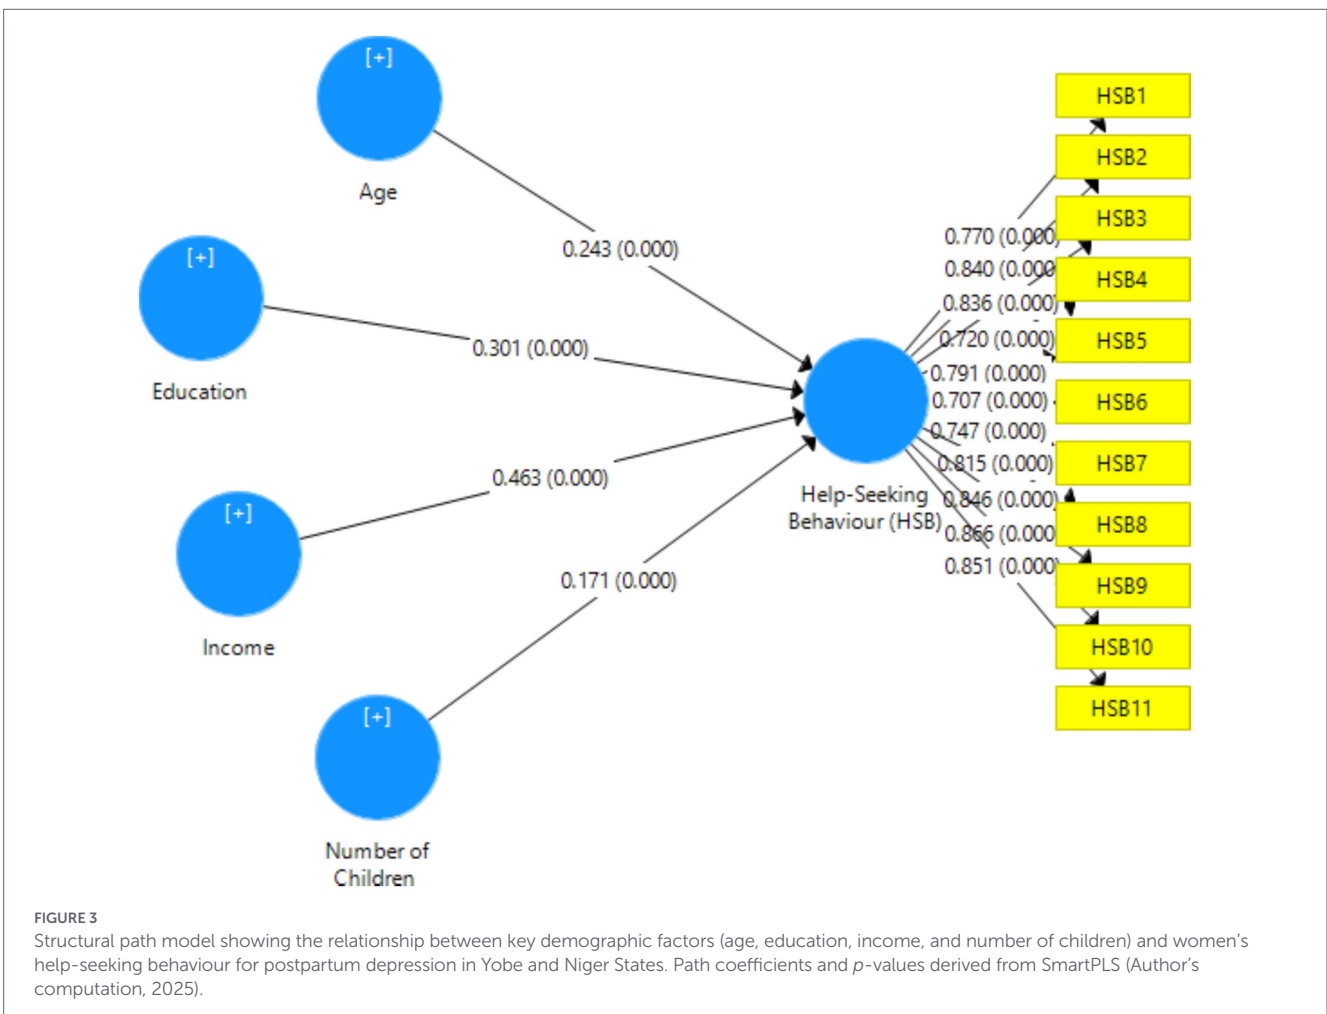 [+]
Age
[+]
Education
[+]
Income
[+]
Number of
Children
0.243 (0.000)
0.301 (0.000)
0.463 (0.000)
0.171 (0.000)
Help-Seeking
Behaviour (HSB)
0.770 (0.000)
0.840 (0.000
0.836 (0.000)
0.720 (0.000)
0.791 (0.000)
0.707 (0.000)
0.747 (0.000)
0.815 (0.000)
0.846 (0.000)
0.866 (0.000
0.851 (0.000)
HSB1
HSB2
HSB3
HSB4
HSB5
HSB6
HSB7
HSB8
HSB9
HSB10
HSB11
FIGURE 3
Structural path model showing the relationship between key demographic factors (age, education, income, and number of children) and women’s
help-seeking behaviour for postpartum depression in Yobe and Niger States. Path coefficients and p-values derived from SmartPLS (Author’s
computation, 2025).